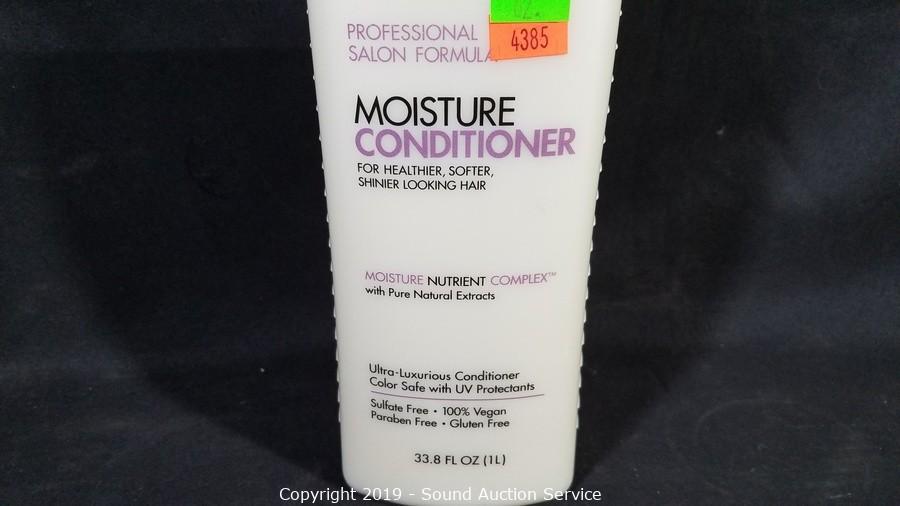 02.
4385
PROFESSIONAL
SALON FORMULA
MOISTURE
CONDITIONER
FOR HEALTHIER, SOFTER,
SHINIER LOOKING HAIR
MOISTURE NUTRIENT COMPLEX™
with Pure Natural Extracts
Ultra-Luxurious Conditioner
Color Safe with UV Protectants
Sulfate Free • 100% Vegan
Paraben Free • Gluten Free
33.8 FL OZ (1L)
Copyright 2019 - Sound Auction Service